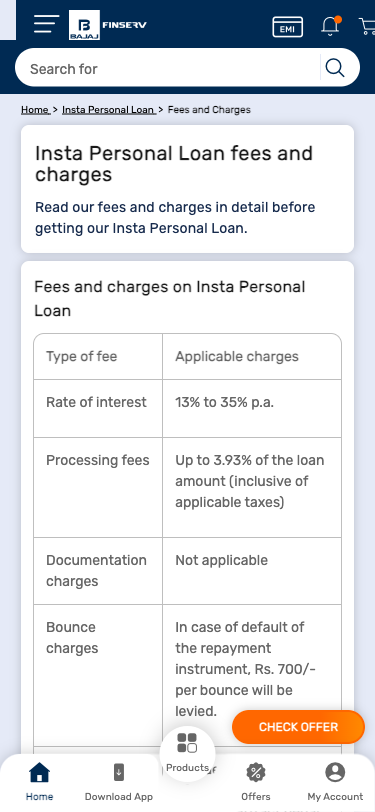 BAJAJ
FINSERV
EMI
Search for
Home > Insta Personal Loan > Fees and Charges
Insta Personal Loan fees and
charges
Read our fees and charges in detail before
getting our Insta Personal Loan.
Fees and charges on Insta Personal
Loan
Type of fee
Applicable charges
Rate of interest
13% to 35% p.a.
Processing fees
Up to 3.93% of the loan
amount (inclusive of
applicable taxes)
Documentation
charges
Not applicable
Bounce
charges
In case of default of
the repayment
instrument, Rs. 700/-
per bounce will be
levied.
CHECK OFFER
Home
Download App
Products
Offers
My Account